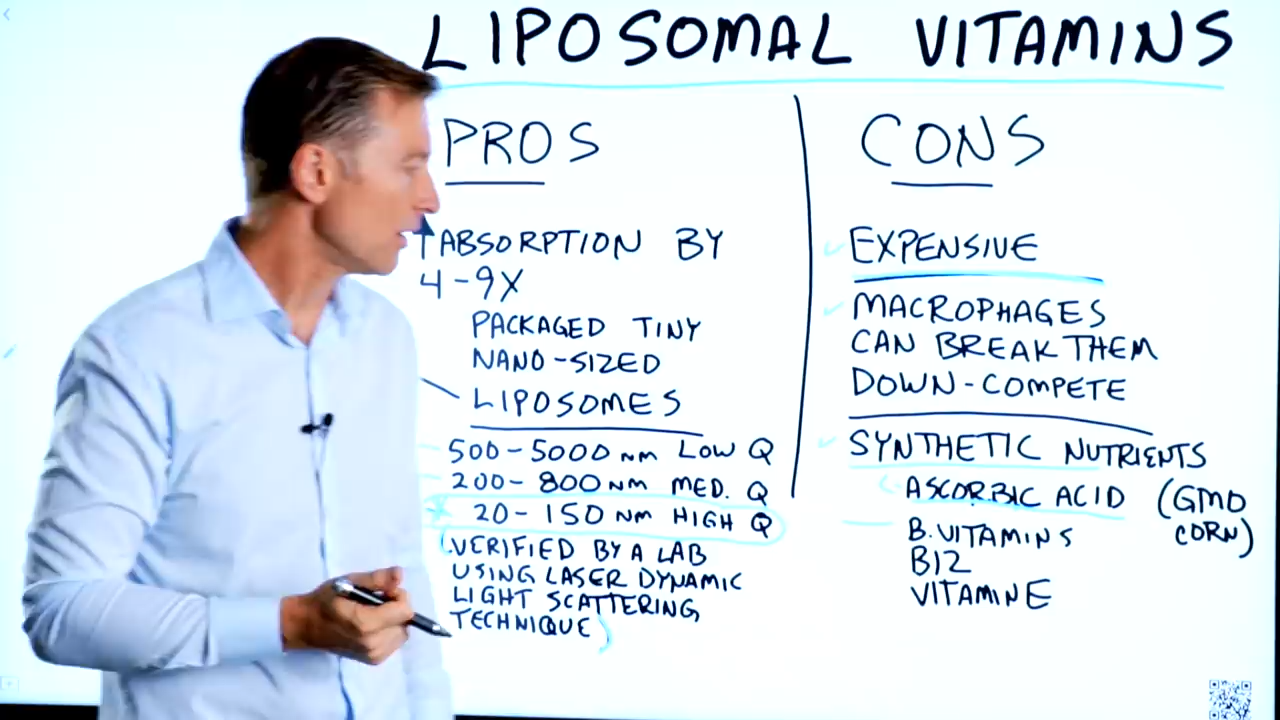 LIPOSOMAL VITAMINS
PROS
↑ABSORPTION BY
4-9X
PACKAGED TINY
NANO-SIZED
LIPOSOMES
500-5000 NM LOW Q
200-800 NM MED. Q
20-150 NM HIGH Q
(VERIFIED BY A LAB
USING LASER DYNAMIC
LIGHT SCATTERING
TECHNIQUE)
CONS
EXPENSIVE
MACROPHAGES
CAN BREAK THEM
DOWN-COMPETE
SYNTHETIC NUTRIENTS
ASCORBIC ACID (GMO
CORN)
B.VITAMINS
B12
VITAMINE